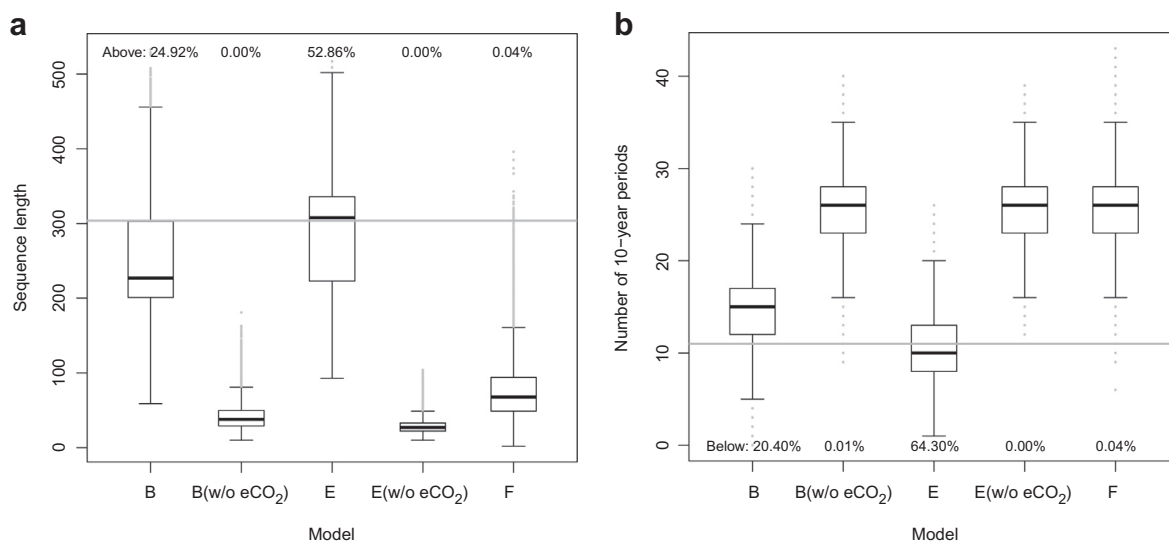 a
Above: 24.92% 0.00% 52.86% 0.00% 0.04%
500
400
300
200
100
0
Sequence length
B B(w/o eCO2) E E(w/o eCO2) F
Model
b
40
30
20
10
0
Number of 10−year periods
Below: 20.40% 0.01% 64.30% 0.00% 0.04%
B B(w/o eCO2) E E(w/o eCO2) F
Model